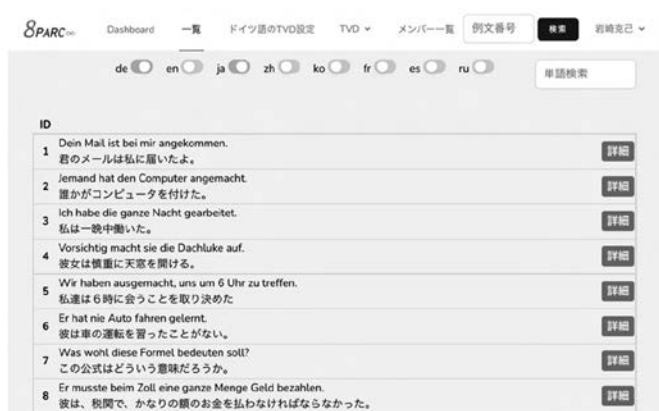 8PARC∞ Dashboard 一覧 ドイツ語のTVD設定 TVD メンバー一覧 例文番号 検索 岩崎克己
de en ja zh ko fr es ru 単語検索
ID
1 Dein Mail ist bei mir angekommen.
君のメールは私に届いたよ。 詳細
2 Jemand hat den Computer angemacht.
誰かがコンピュータを付けた。 詳細
3 Ich habe die ganze Nacht gearbeitet.
私は一晩中働いた。 詳細
4 Vorsichtig macht sie die Dachluke auf.
彼女は慎重に天窓を開ける。 詳細
5 Wir haben ausgemacht, uns um 6 Uhr zu treffen.
私達は6時に会うことを取り決めた 詳細
6 Er hat nie Auto fahren gelernt.
彼は車の運転を習ったことがない。 詳細
7 Was wohl diese Formel bedeuten soll?
この公式はどういう意味だろうか。 詳細
8 Er musste beim Zoll eine ganze Menge Geld bezahlen.
彼は、税関で、かなりの額のお金を払わなければならなかった。 詳細